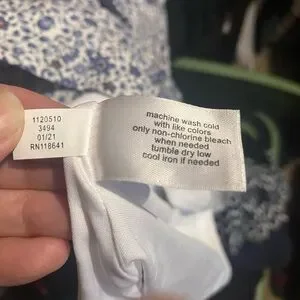 1120510
3494
01/21
RN118641
machine wash cold
with like colors
only non-chlorine bleach
when needed
tumble dry low
cool iron if needed